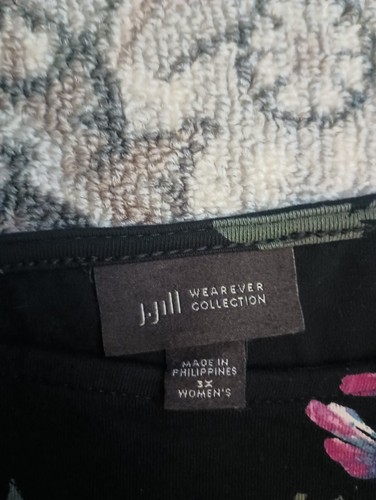 J.Jill WEAREVER
COLLECTION
MADE IN
PHILIPPINES
3X
WOMEN'S